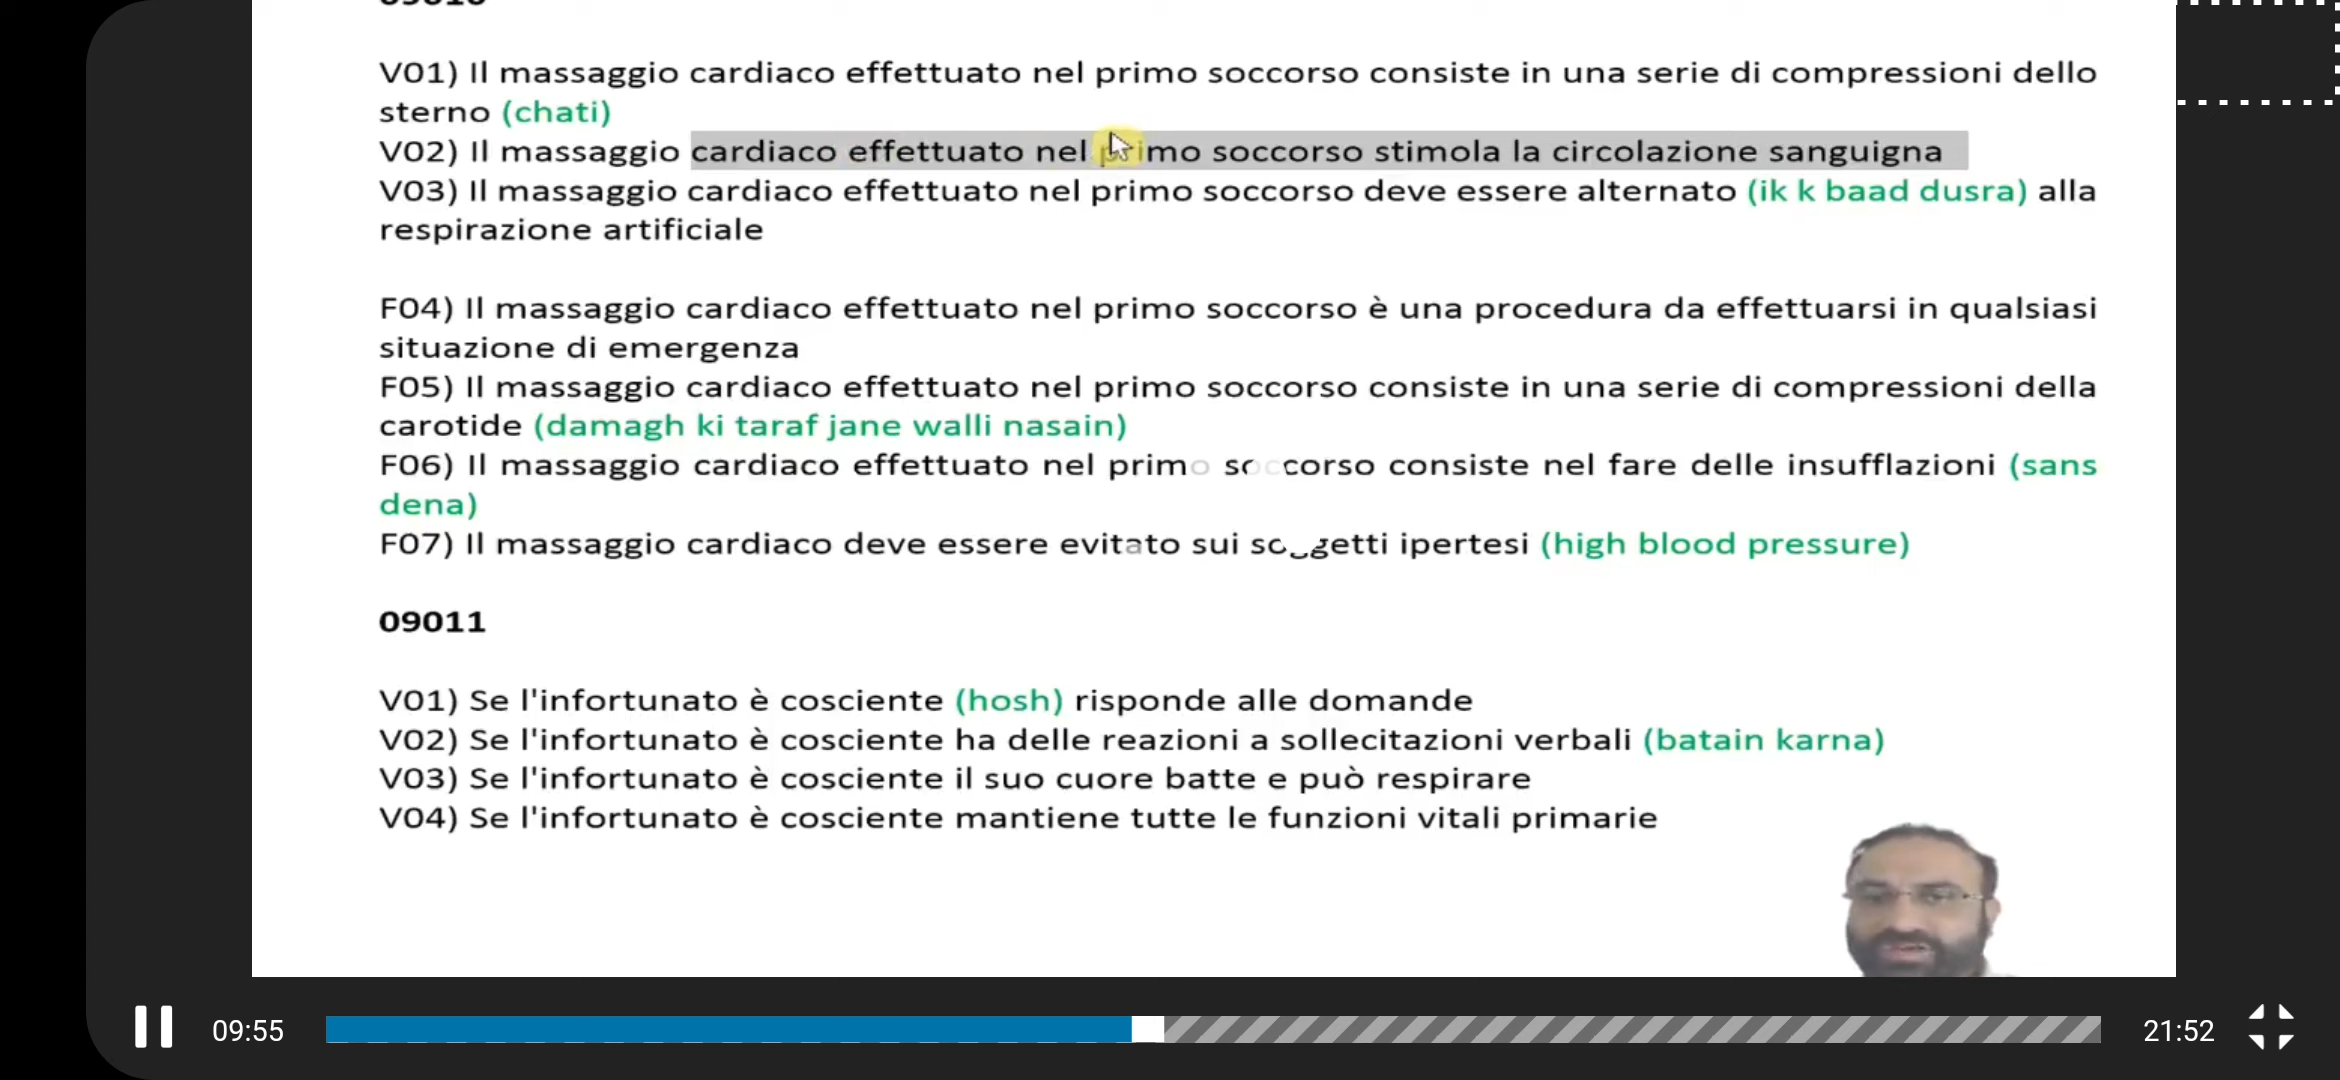 V01) Il massaggio cardiaco effettuato nel primo soccorso consiste in una serie di compressioni dello
sterno (chati)
V02) Il massaggio cardiaco effettuato nel primo soccorso stimola la circolazione sanguigna
V03) Il massaggio cardiaco effettuato nel primo soccorso deve essere alternato (ik k baad dusra) alla
respirazione artificiale
F04) Il massaggio cardiaco effettuato nel primo soccorso è una procedura da effettuarsi in qualsiasi
situazione di emergenza
F05) Il massaggio cardiaco effettuato nel primo soccorso consiste in una serie di compressioni della
carotide (damagh ki taraf jane walli nasain)
F06) Il massaggio cardiaco effettuato nel primo soccorso consiste nel fare delle insufflazioni (sans
dena)
F07) Il massaggio cardiaco deve essere evitato sui soggetti ipertesi (high blood pressure)
09011
V01) Se l'infortunato è cosciente (hosh) risponde alle domande
V02) Se l'infortunato è cosciente ha delle reazioni a sollecitazioni verbali (batain karna)
V03) Se l'infortunato è cosciente il suo cuore batte e può respirare
V04) Se l'infortunato è cosciente mantiene tutte le funzioni vitali primarie
09:55 21:52